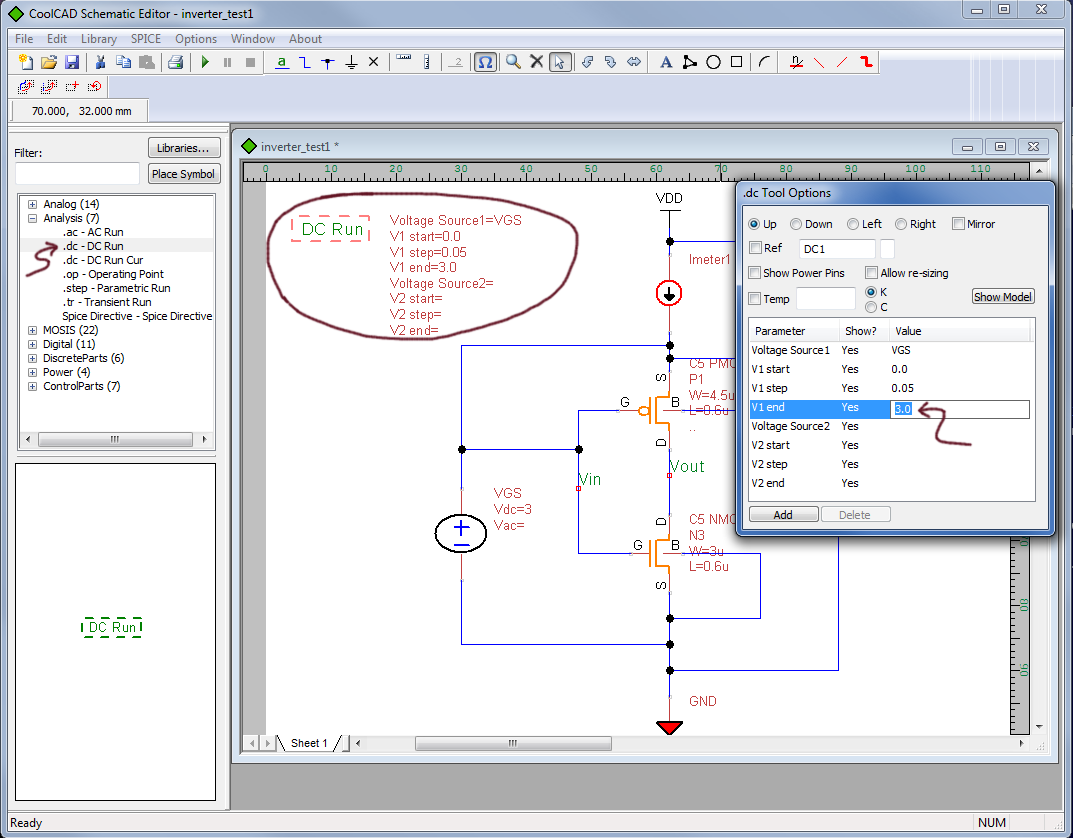 CoolCAD Schematic Editor - inverter_test1
File Edit Library SPICE Options Window About
70.000, 32.000 mm
Filter:
Libraries...
Place Symbol
Analog (14)
Analysis (7)
.ac - AC Run
.dc - DC Run
.dc - DC Run Cur
.op - Operating Point
.step - Parametric Run
.tr - Transient Run
Spice Directive - Spice Directive
MOSIS (22)
Digital (11)
DiscreteParts (6)
Power (4)
ControlParts (7)
DC Run
inverter_test1 *
0 10 20 30 40 50 60 70 80 90 100 110
DC Run
Voltage Source1=VGS
V1 start=0.0
V1 step=0.05
V1 end=3.0
Voltage Source2=
V2 start=
V2 step=
V2 end=
VDD
Imeter1
C5 PMO
P1
W=4.5u
L=0.6u
..
S
G
B
D
Vin
Vout
VGS
Vdc=3
Vac=
D
G
B
S
C5 NMO
N3
W=3u
L=0.6u
GND
80
90
Sheet 1
.dc Tool Options
Up Down Left Right Mirror
Ref DC1
Show Power Pins Allow re-sizing
Temp K
C
Show Model
Parameter Show? Value
Voltage Source1 Yes VGS
V1 start Yes 0.0
V1 step Yes 0.05
V1 end Yes 3.0
Voltage Source2 Yes
V2 start Yes
V2 step Yes
V2 end Yes
Add Delete
Ready
NUM